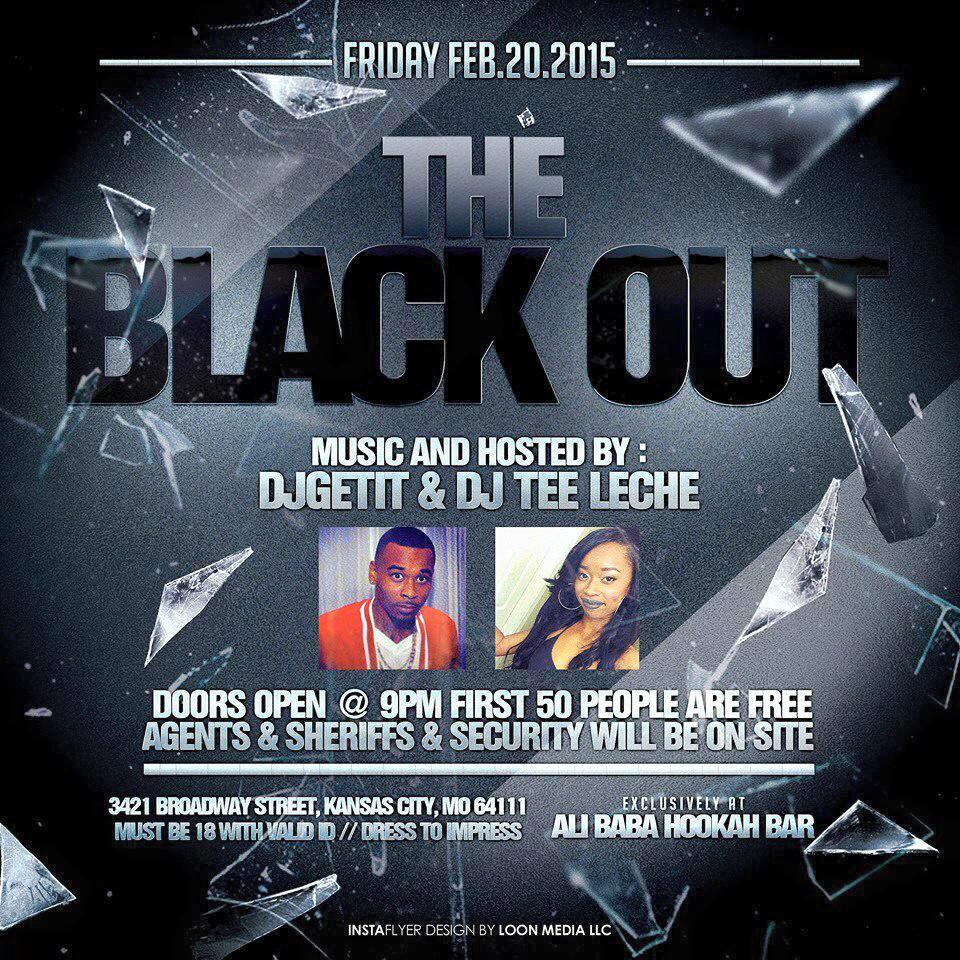 FRIDAY FEB.20.2015
THE
BLACK OUT
MUSIC AND HOSTED BY :
DJGETIT & DJ TEE LECHE
DOORS OPEN @ 9PM FIRST 50 PEOPLE ARE FREE
AGENTS & SHERIFFS & SECURITY WILL BE ON SITE
3421 BROADWAY STREET, KANSAS CITY, MO 64111
MUST BE 18 WITH VALID ID // DRESS TO IMPRESS
EXCLUSIVELY AT
ALI BABA HOOKAH BAR
INSTAFLYER DESIGN BY LOON MEDIA LLC